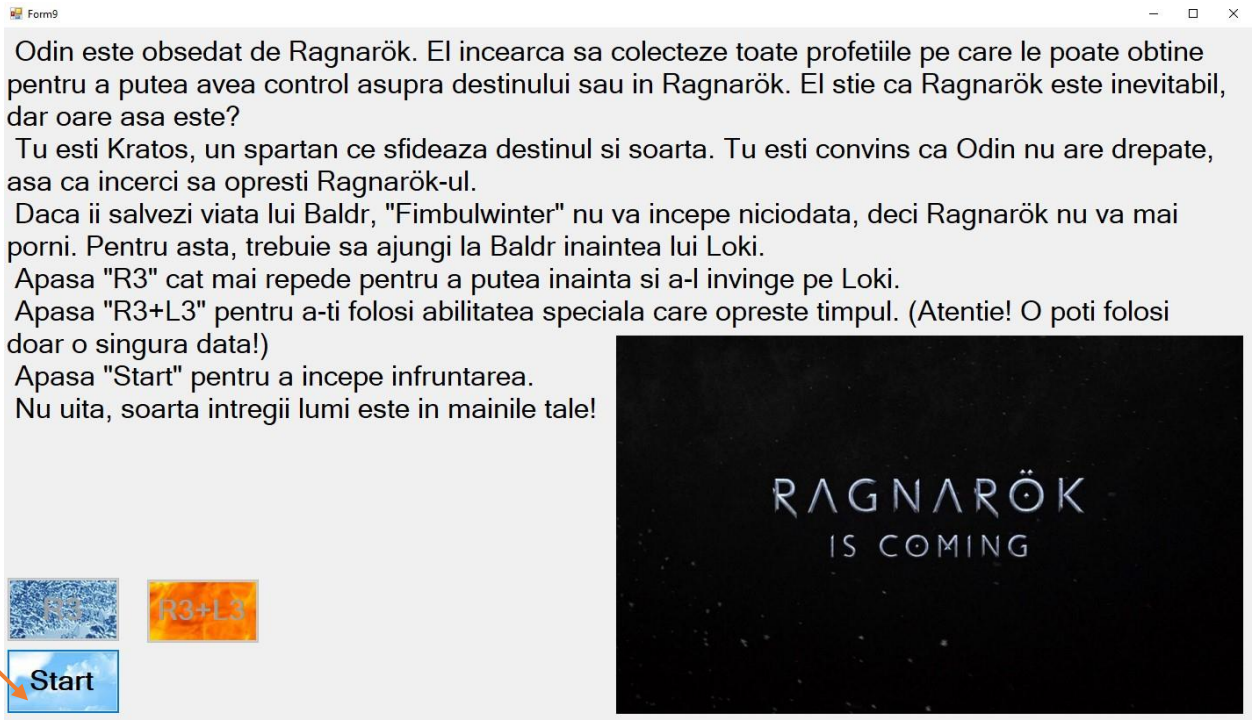 Form9
Odin este obsedat de Ragnarök. El incearca sa colecteze toate profetiile pe care le poate obtine
pentru a putea avea control asupra destinului sau in Ragnarök. El stie ca Ragnarök este inevitabil,
dar oare asa este?
Tu esti Kratos, un spartan ce sfideaza destinul si soarta. Tu esti convins ca Odin nu are drepate,
asa ca incerci sa opresti Ragnarök-ul.
Daca ii salvezi viata lui Baldr, "Fimbulwinter" nu va incepe niciodata, deci Ragnarök nu va mai
porni. Pentru asta, trebuie sa ajungi la Baldr inaintea lui Loki.
Apasa "R3" cat mai repede pentru a putea inainta si a-l invinge pe Loki.
Apasa "R3+L3" pentru a-ti folosi abilitatea speciala care opreste timpul. (Atentie! O poti folosi
doar o singura data!)
Apasa "Start" pentru a incepe infruntarea.
Nu uita, soarta intregii lumi este in mainile tale!
RAGNARÖK
IS COMING
R3
R3+L3
Start